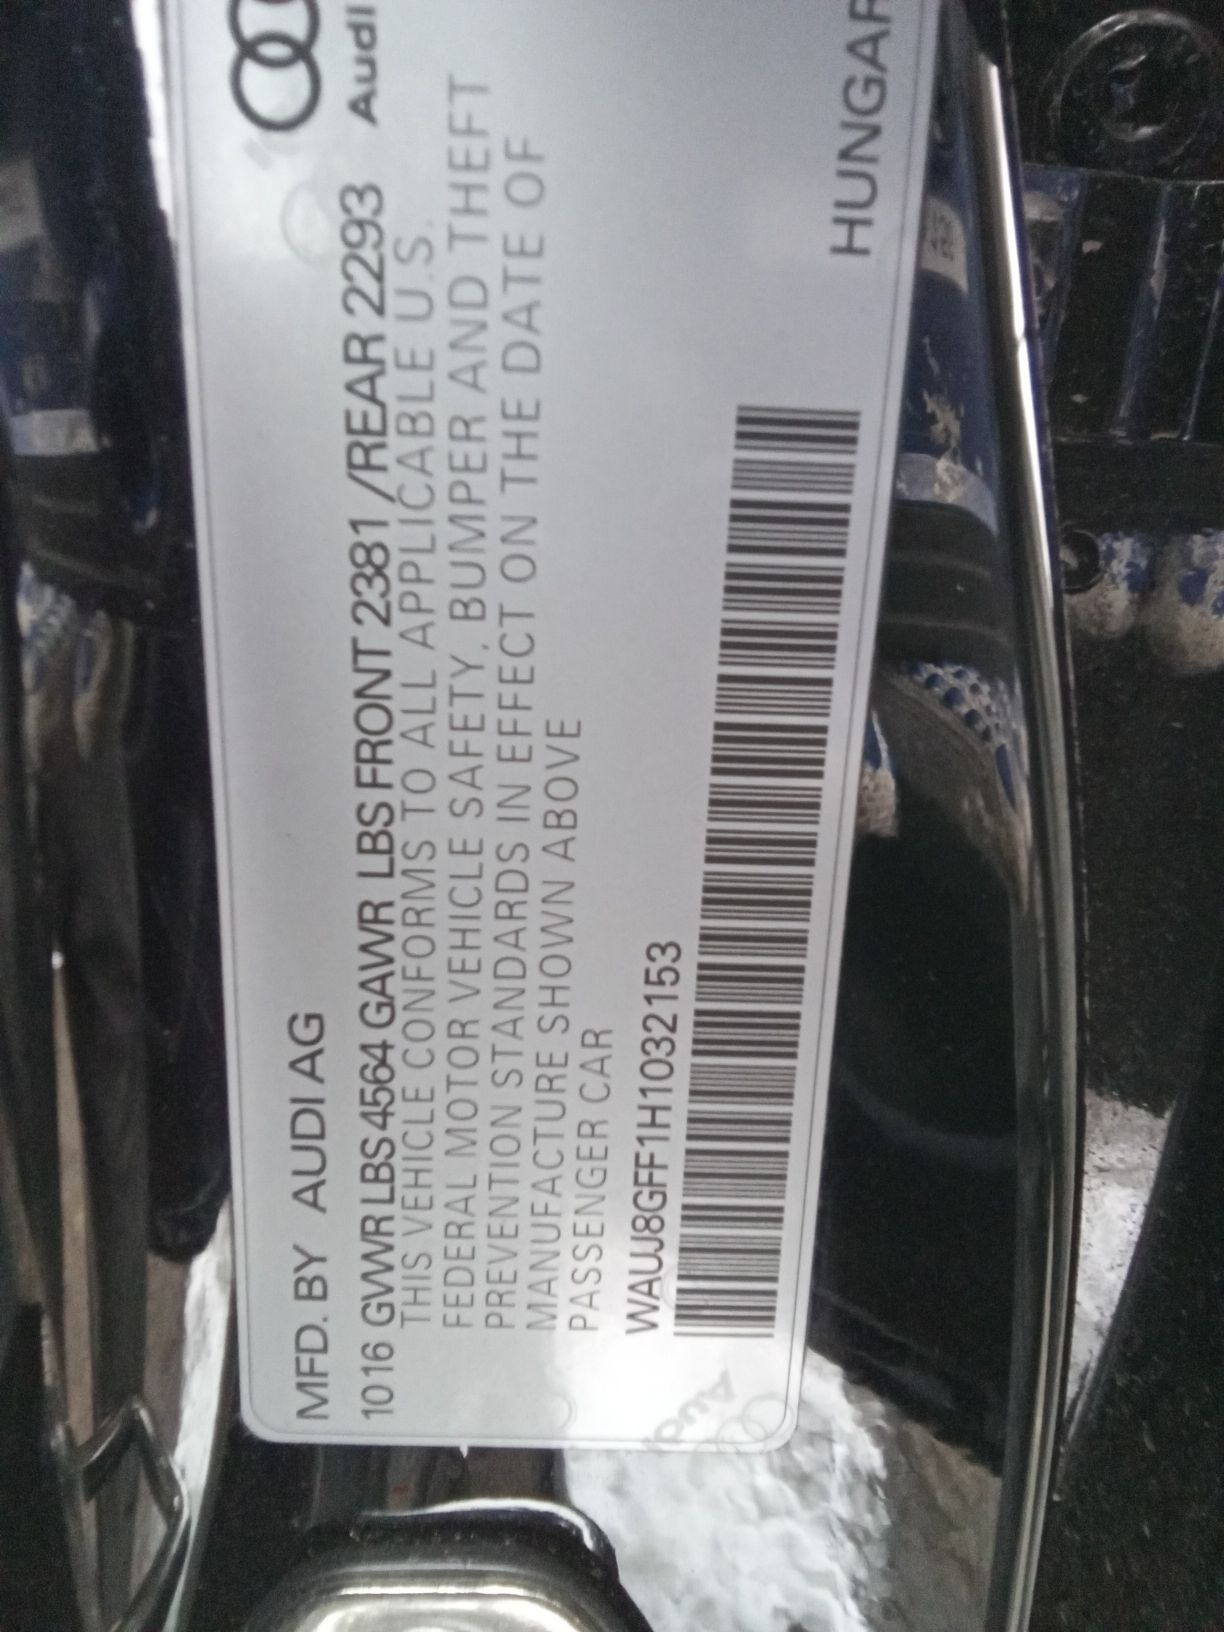 MFD. BY AUDI AG
Audi
1016 GVWR LBS 4564 GAWR LBS FRONT 2381 /REAR 2293
THIS VEHICLE CONFORMS TO ALL APPLICABLE U.S.
FEDERAL MOTOR VEHICLE SAFETY, BUMPER AND THEFT
PREVENTION STANDARDS IN EFFECT ON THE DATE OF
MANUFACTURE SHOWN ABOVE
PASSENGER CAR
WAUJ8GFF1H1032153
HUNGAR
Audi